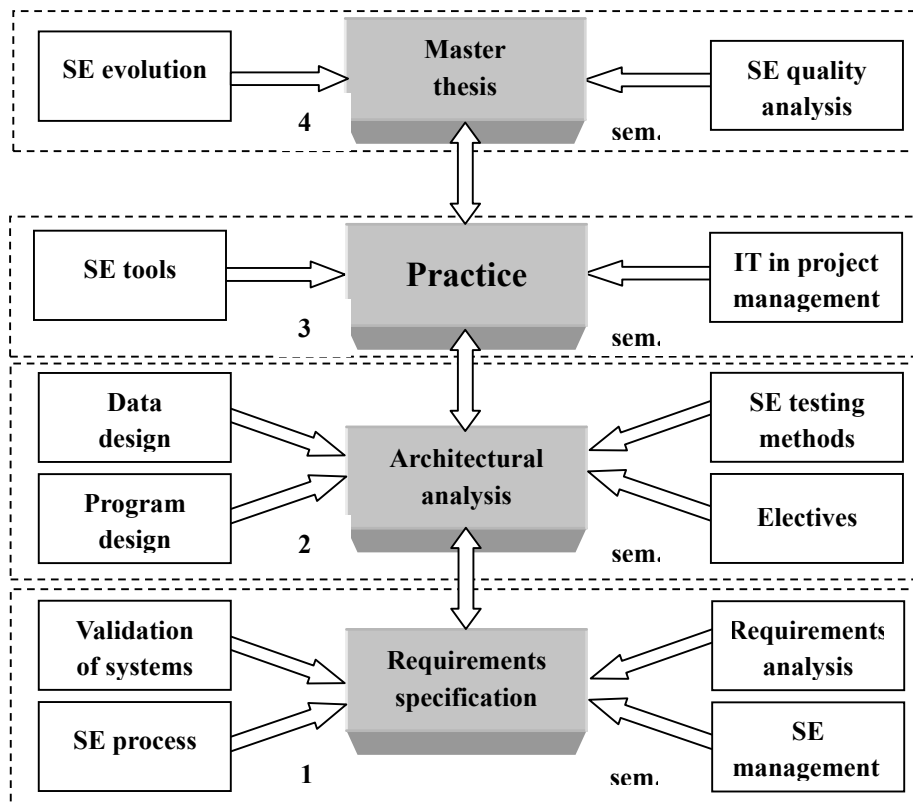 SE evolution
Master
thesis
SE quality
analysis
4
sem.
SE tools
Practice
IT in project
management
3
sem.
Data
design
Program
design
Architectural
analysis
SE testing
methods
Electives
2
sem.
Validation
of systems
SE process
Requirements
specification
Requirements
analysis
SE
management
1
sem.